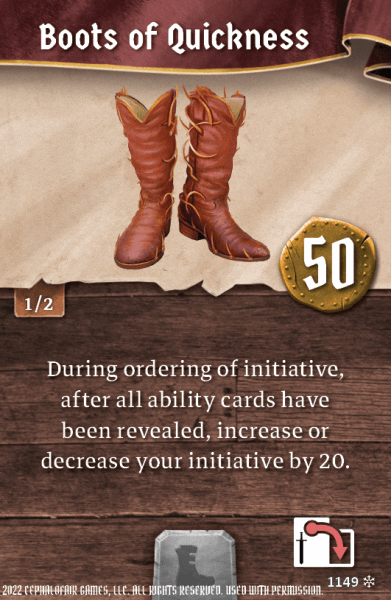 Boots of Quickness
50
1/2
During ordering of initiative,
after all ability cards have
been revealed, increase or
decrease your initiative by 20.
1149
2022 CEPHALOFAIR GAMES, LLC. ALL RIGHTS RESERVED. USED WITH PERMISSION.